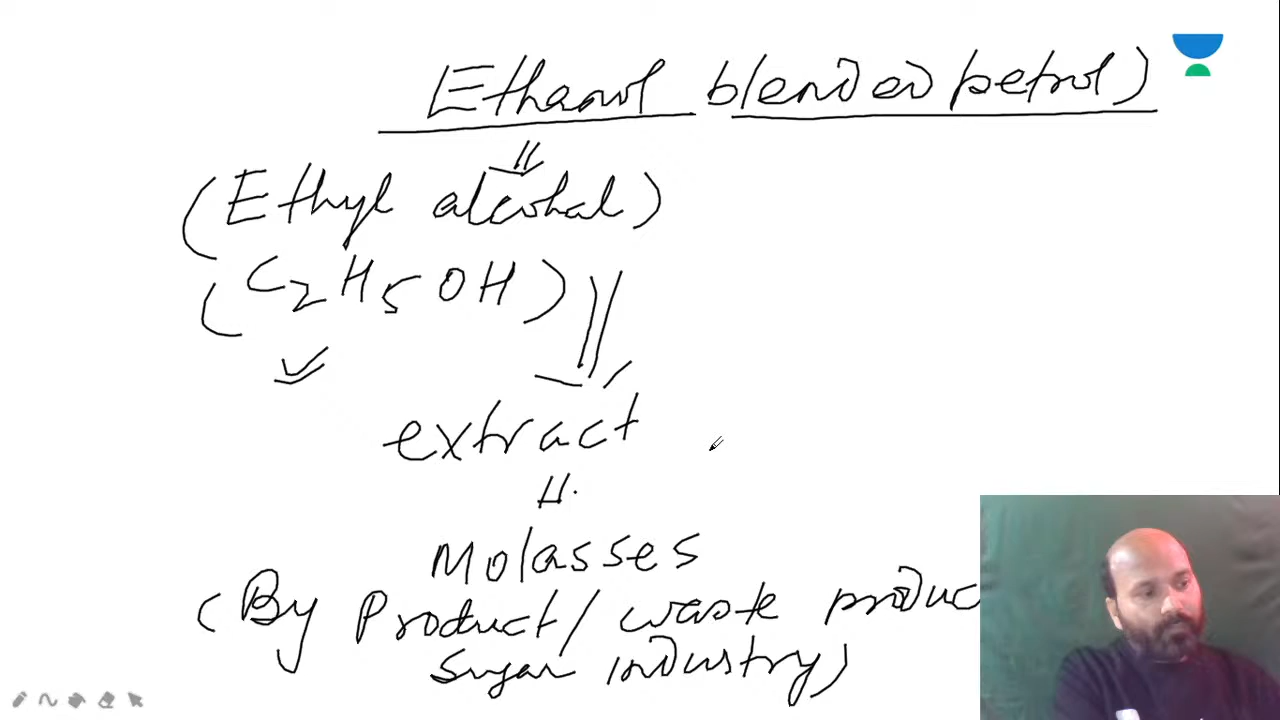 Ethanol blended petrol)
(Ethyl alcohal)
(C2H5OH)
extract
Molasses
(By Product/ waste produc
Sugar industry)